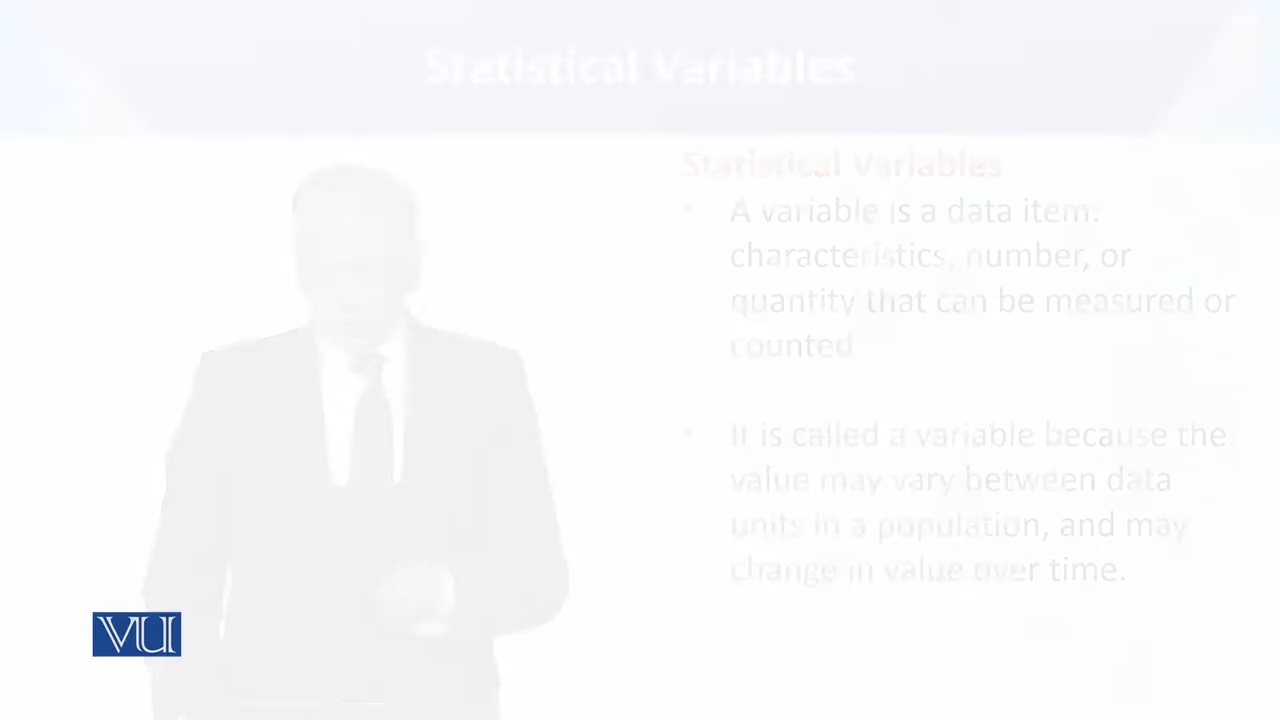 Statistical Variables
Statistical Variables
• A variable is a data item:
characteristics, number, or
quantity that can be measured or
counted
• It is called a variable because the
value may vary between data
units in a population, and may
change in value over time.
VU